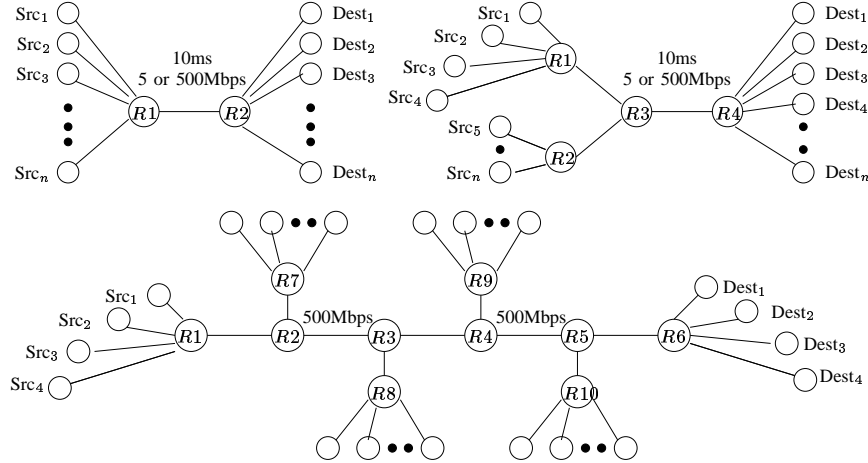 Src₁
Src₂
Src₃
Srcₙ
10ms
5 or 500Mbps
R1
R2
Dest₁
Dest₂
Dest₃
Destₙ
Src₁
Src₂
Src₃
Src₄
Src₅
Srcₙ
R1
R2
10ms
5 or 500Mbps
R3
R4
Dest₁
Dest₂
Dest₃
Dest₄
Destₙ
R7
R9
Src₁
Src₂
Src₃
Src₄
R1
R2
500Mbps
R3
R4
500Mbps
R5
R6
Dest₁
Dest₂
Dest₃
Dest₄
R8
R10